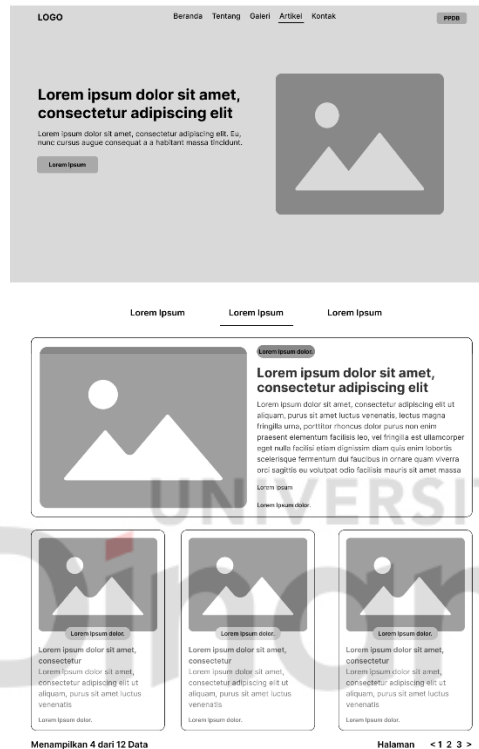 LOGO
Beranda Tentang Galeri Artikel Kontak
PPDB
Lorem ipsum dolor sit amet,
consectetur adipiscing elit
Lorem ipsum dolor sit amet, consectetur adipiscing elit. Eu,
nunc cursus augue consequat a a habitant massa tincidunt.
Lorem Ipsum
Lorem Ipsum Lorem Ipsum Lorem Ipsum
Lorem ipsum dolor.
Lorem ipsum dolor sit amet,
consectetur adipiscing elit
Lorem ipsum dolor sit amet, consectetur adipiscing elit ut
aliquam, purus sit amet luctus venenatis, lectus magna
fringilla urna, porttitor rhoncus dolor purus non enim
praesent elementum facilisis leo, vel fringilla est ullamcorper
eget nulla facilisi etiam dignissim diam quis enim lobortis
scelerisque fermentum dui faucibus in ornare quam viverra
orci sagittis eu volutpat odio facilisis mauris sit amet massa
Lorem ipsum
Lorem ipsum dolor.
UNIVERSIT
Dinar
Lorem ipsum dolor.
Lorem ipsum dolor sit amet,
consectetur
Lorem ipsum dolor sit amet,
consectetur adipiscing elit ut
aliquam, purus sit amet luctus
venenatis
Lorem ipsum dolor.
Lorem ipsum dolor.
Lorem ipsum dolor sit amet,
consectetur
Lorem ipsum dolor sit amet,
consectetur adipiscing elit ut
aliquam, purus sit amet luctus
venenatis
Lorem ipsum dolor.
Lorem ipsum dolor.
Lorem ipsum dolor sit amet,
consectetur
Lorem ipsum dolor sit amet,
consectetur adipiscing elit ut
aliquam, purus sit amet luctus
venenatis
Lorem ipsum dolor.
Menampilkan 4 dari 12 Data
Halaman < 1 2 3 >